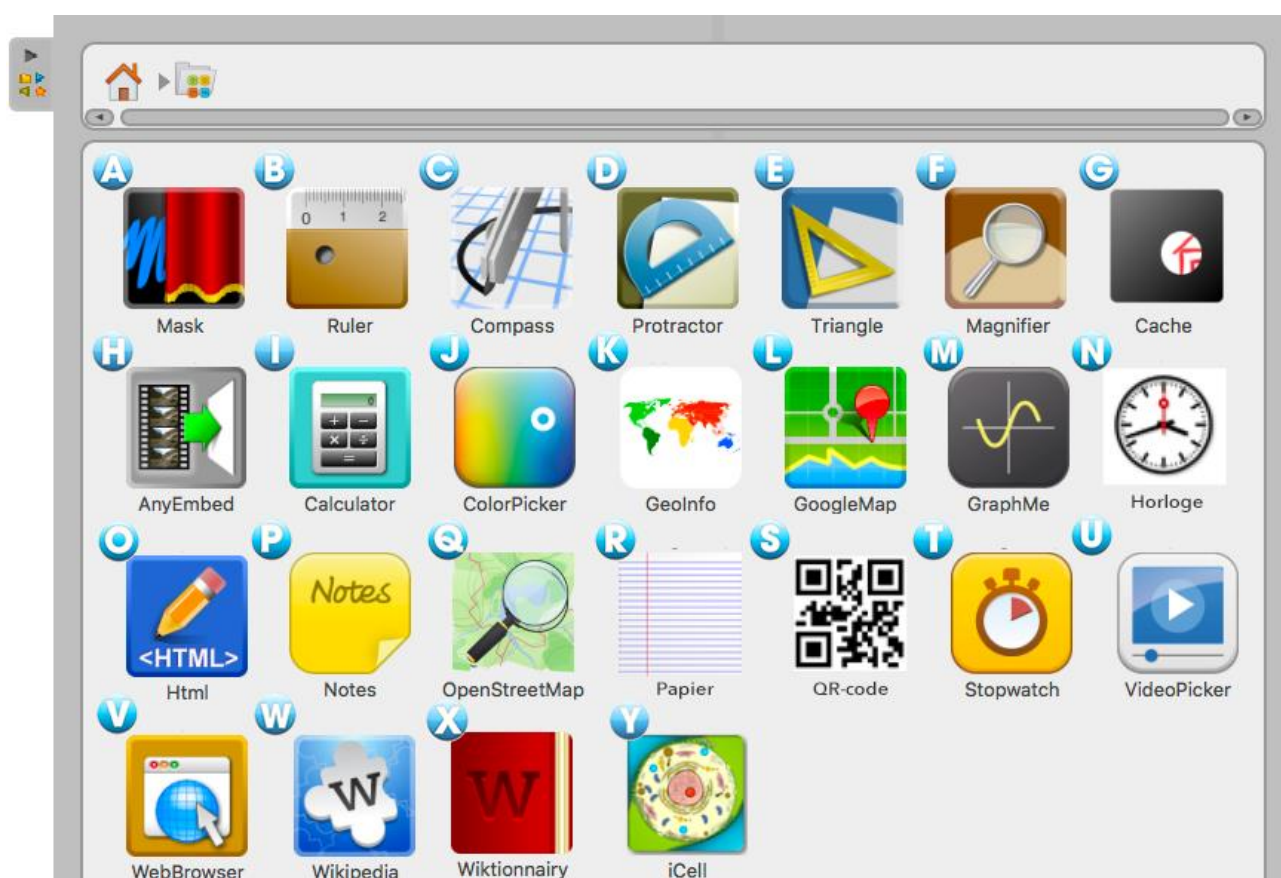 A B C D E F G
0 1 2
Mask Ruler Compass Protractor Triangle Magnifier Cache
H I J K L M N
0
+ −
× ÷
=
AnyEmbed Calculator ColorPicker GeoInfo GoogleMap GraphMe Horloge
O P Q R S T U
Notes
<HTML>
Html Notes OpenStreetMap Papier QR-code Stopwatch VideoPicker
V W X Y
W W
WebBrowser Wikipedia Wiktionnairy iCell